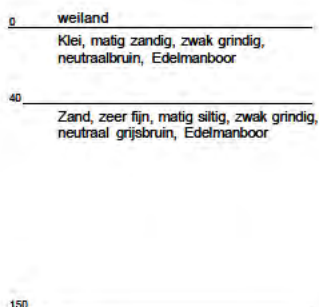 0 weiland
Klei, matig zandig, zwak grindig,
neutraalbruin, Edelmanboor
40
Zand, zeer fijn, matig siltig, zwak grindig,
neutraal grijsbruin, Edelmanboor
150